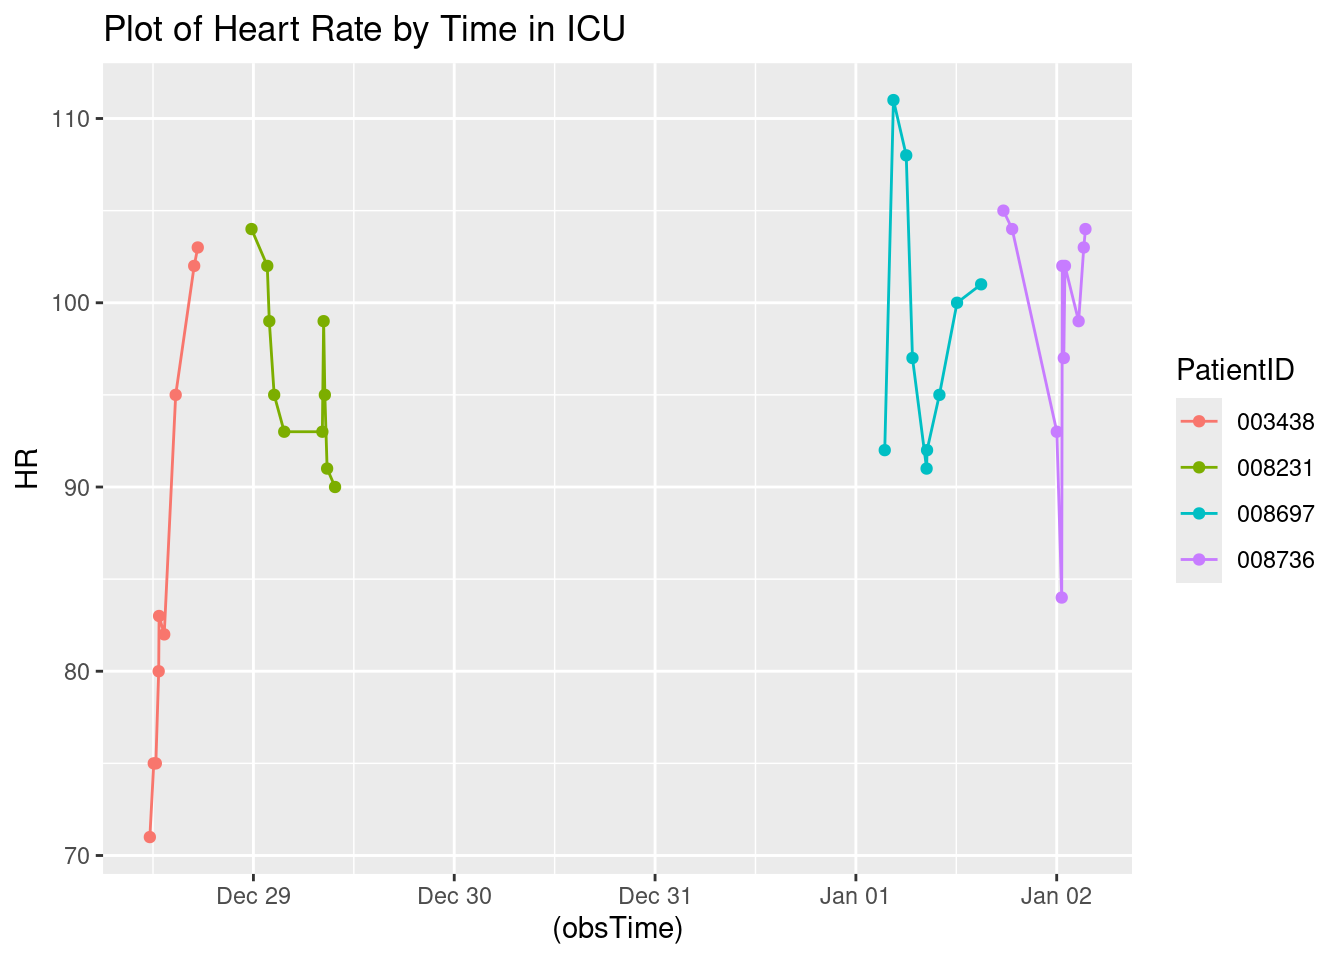 Plot of Heart Rate by Time in ICU
110
100
90
80
70
HR
Dec 29
Dec 30
Dec 31
Jan 01
Jan 02
(obsTime)
PatientID
003438
008231
008697
008736